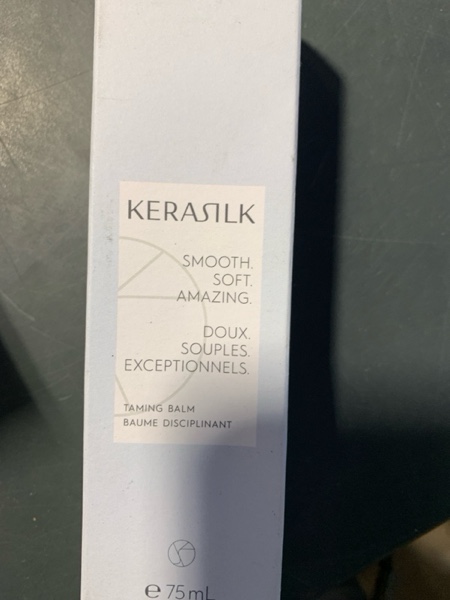 KERASILK
SMOOTH.
SOFT.
AMAZING.
DOUX.
SOUPLES.
EXCEPTIONNELS.
TAMING BALM
BAUME DISCIPLINANT
℮ 75 mL